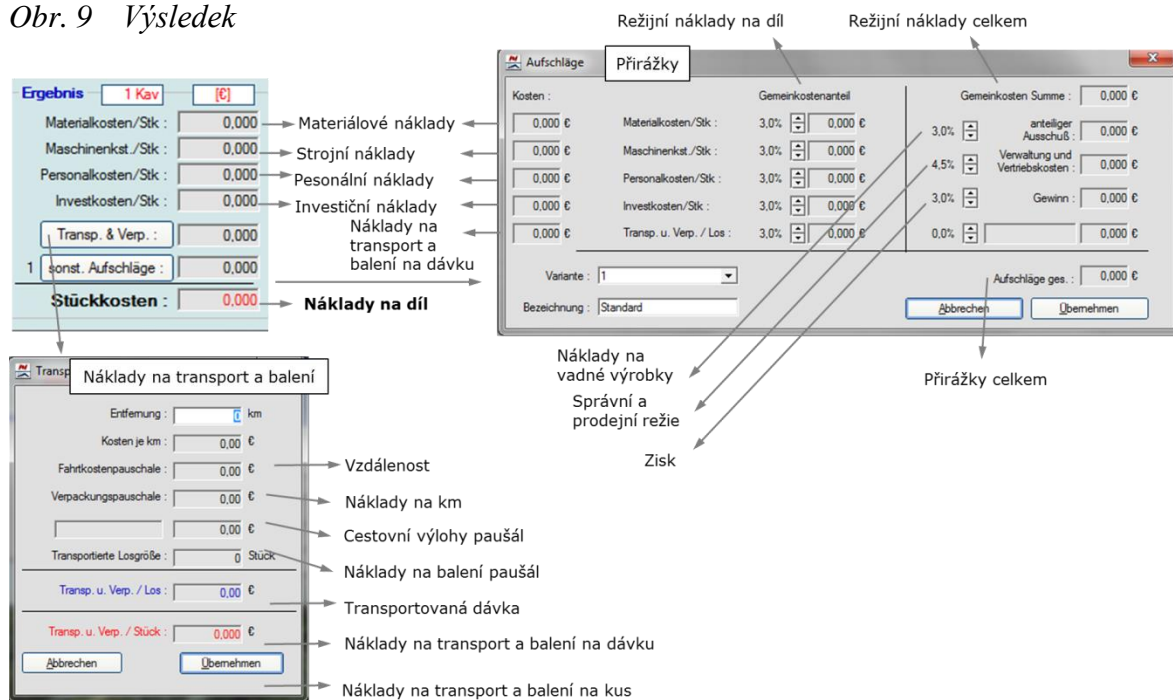 Obr. 9 Výsledek
Režijní náklady na díl
Režijní náklady celkem
Ergebnis 1 Kav [€]
Materialkosten/Stk : 0,000
Maschinenkst./Stk : 0,000
Personalkosten/Stk : 0,000
Investkosten/Stk : 0,000
Transp. & Verp. : 0,000
1 sonst. Aufschläge : 0,000
Stückkosten : 0,000
Materiálové náklady
Strojní náklady
Pesonální náklady
Investiční náklady
Náklady na
transport a
balení na dávku
Náklady na díl
Aufschläge
Přirážky
Kosten :
Gemeinkostenanteil
Gemeinkosten Summe : 0,000 €
0,000 € Materialkosten/Stk : 3,0% 0,000 €
0,000 € Maschinenkst./Stk : 3,0% 0,000 €
0,000 € Personalkosten/Stk : 3,0% 0,000 €
0,000 € Investkosten/Stk : 3,0% 0,000 €
0,000 € Transp. u. Verp. / Los : 3,0% 0,000 €
3,0% anteiliger
Ausschuß : 0,000 €
4,5% Verwaltung und
Vertriebskosten : 0,000 €
3,0% Gewinn : 0,000 €
0,0% 0,000 €
Variante : 1
Bezeichnung : Standard
Aufschläge ges. : 0,000 €
Abbrechen Übernehmen
Náklady na
vadné výrobky
Správní a
prodejní režie
Zisk
Přirážky celkem
Transp
Náklady na transport a balení
Entfernung : 0 km
Kosten je km : 0,00 €
Fahrtkostenpauschale : 0,00 €
Verpackungspauschale : 0,00 €
0,00 €
Transportierte Losgröße : 0 Stück
Transp. u. Verp. / Los : 0,00 €
Transp. u. Verp. / Stück : 0,000 €
Abbrechen Übernehmen
Vzdálenost
Náklady na km
Cestovní výlohy paušál
Náklady na balení paušál
Transportovaná dávka
Náklady na transport a balení na dávku
Náklady na transport a balení na kus